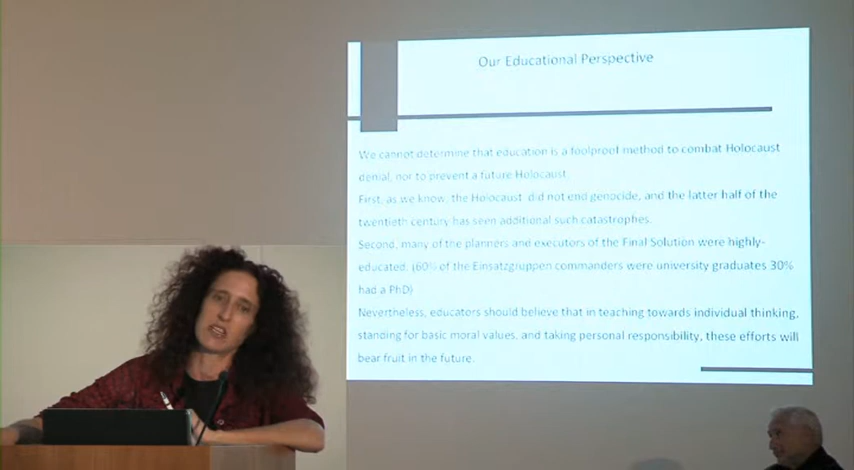 Our Educational Perspective
We cannot determine that education is a foolproof method to combat Holocaust
denial, nor to prevent a future Holocaust.
First, as we know, the Holocaust did not end genocide, and the latter half of the
twentieth century has seen additional such catastrophes.
Second, many of the planners and executors of the Final Solution were highly-
educated. (60% of the Einsatzgruppen commanders were university graduates 30%
had a PhD)
Nevertheless, educators should believe that in teaching towards individual thinking,
standing for basic moral values, and taking personal responsibility, these efforts will
bear fruit in the future.